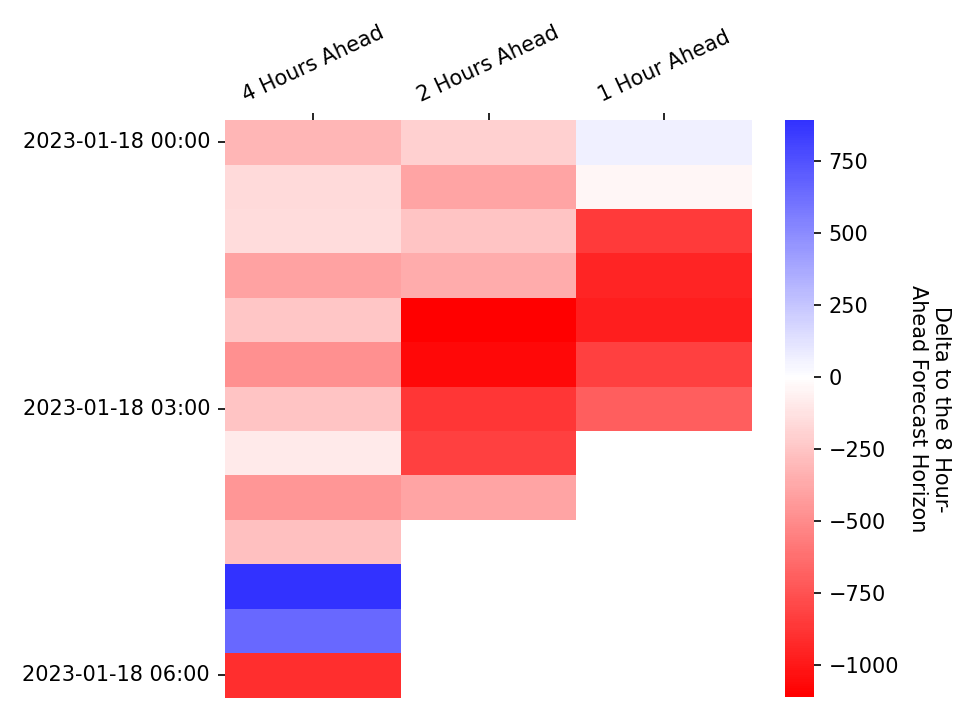 4 Hours Ahead
2 Hours Ahead
1 Hour Ahead
2023-01-18 00:00
2023-01-18 03:00
2023-01-18 06:00
750
500
250
0
−250
−500
−750
−1000
Delta to the 8 Hour-
Ahead Forecast Horizon